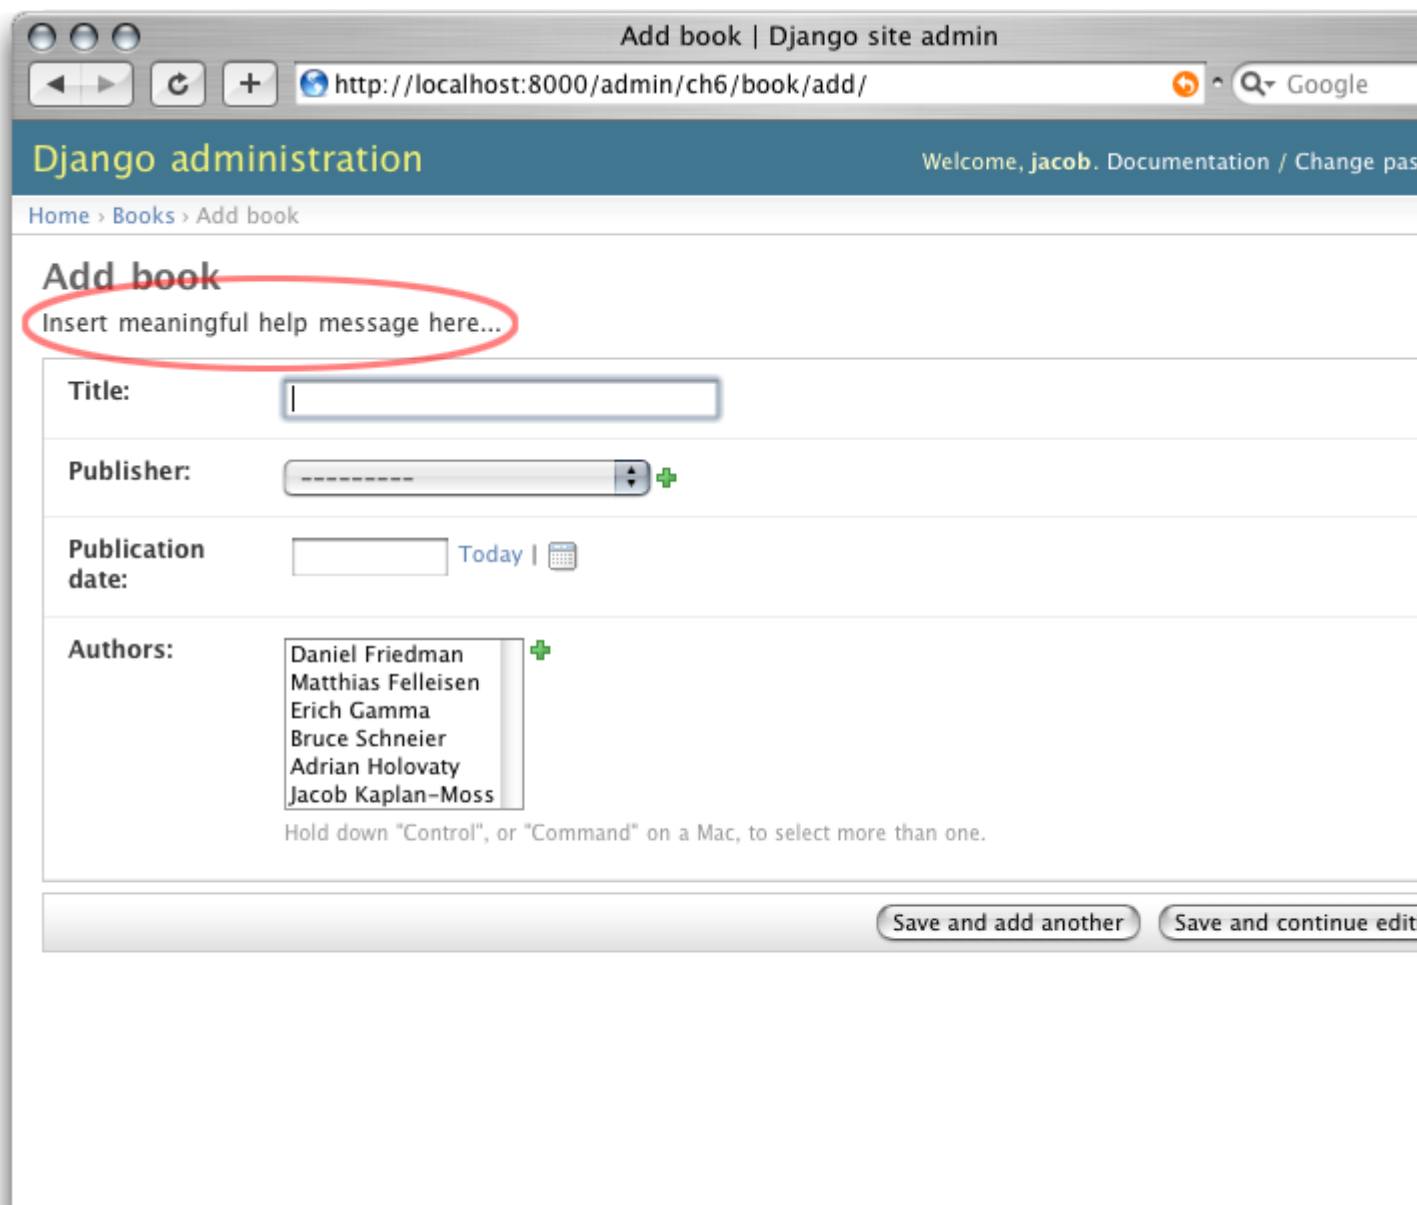 Add book | Django site admin
http://localhost:8000/admin/ch6/book/add/
Google
Django administration
Welcome, jacob. Documentation / Change pas
Home › Books › Add book
Add book
Insert meaningful help message here...
Title:
Publisher:
---------
Publication
date:
Today |
Authors:
Daniel Friedman
Matthias Felleisen
Erich Gamma
Bruce Schneier
Adrian Holovaty
Jacob Kaplan-Moss
Hold down "Control", or "Command" on a Mac, to select more than one.
Save and add another
Save and continue edit